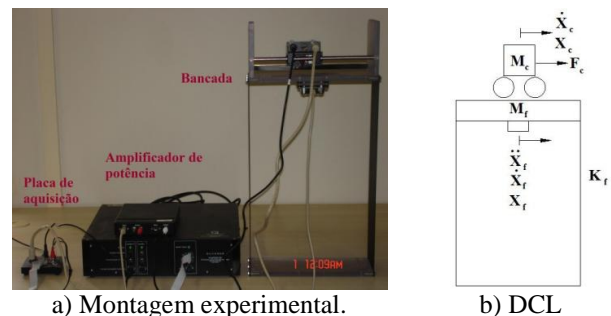 Bancada
Amplificador de
potência
Placa de
aquisição
1 12:09AM
a) Montagem experimental.
Ẋc
Xc
Mc
Fc
Mf
Ẍf
Ẋf
Xf
Kf
b) DCL